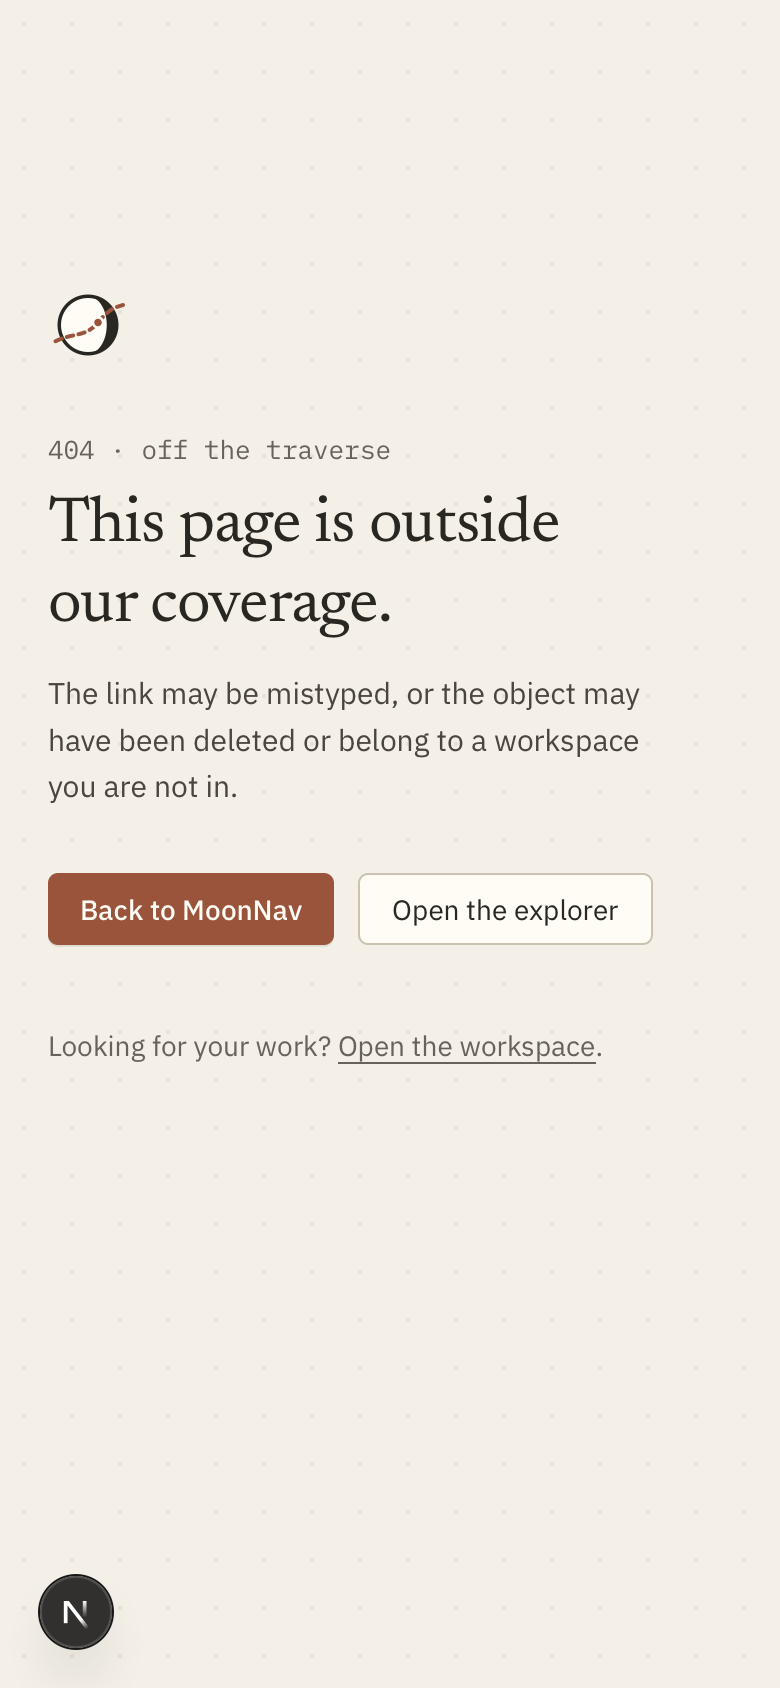 404 · off the traverse
This page is outside
our coverage.
The link may be mistyped, or the object may
have been deleted or belong to a workspace
you are not in.
Back to MoonNav
Open the explorer
Looking for your work? Open the workspace.
N